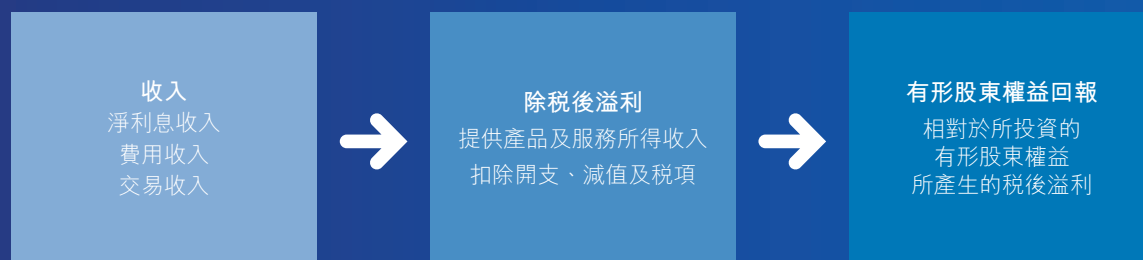 收入
淨利息收入
費用收入
交易收入
除税後溢利
提供產品及服務所得收入
扣除開支、減值及税項
有形股東權益回報
相對於所投資的
有形股東權益
所產生的税後溢利